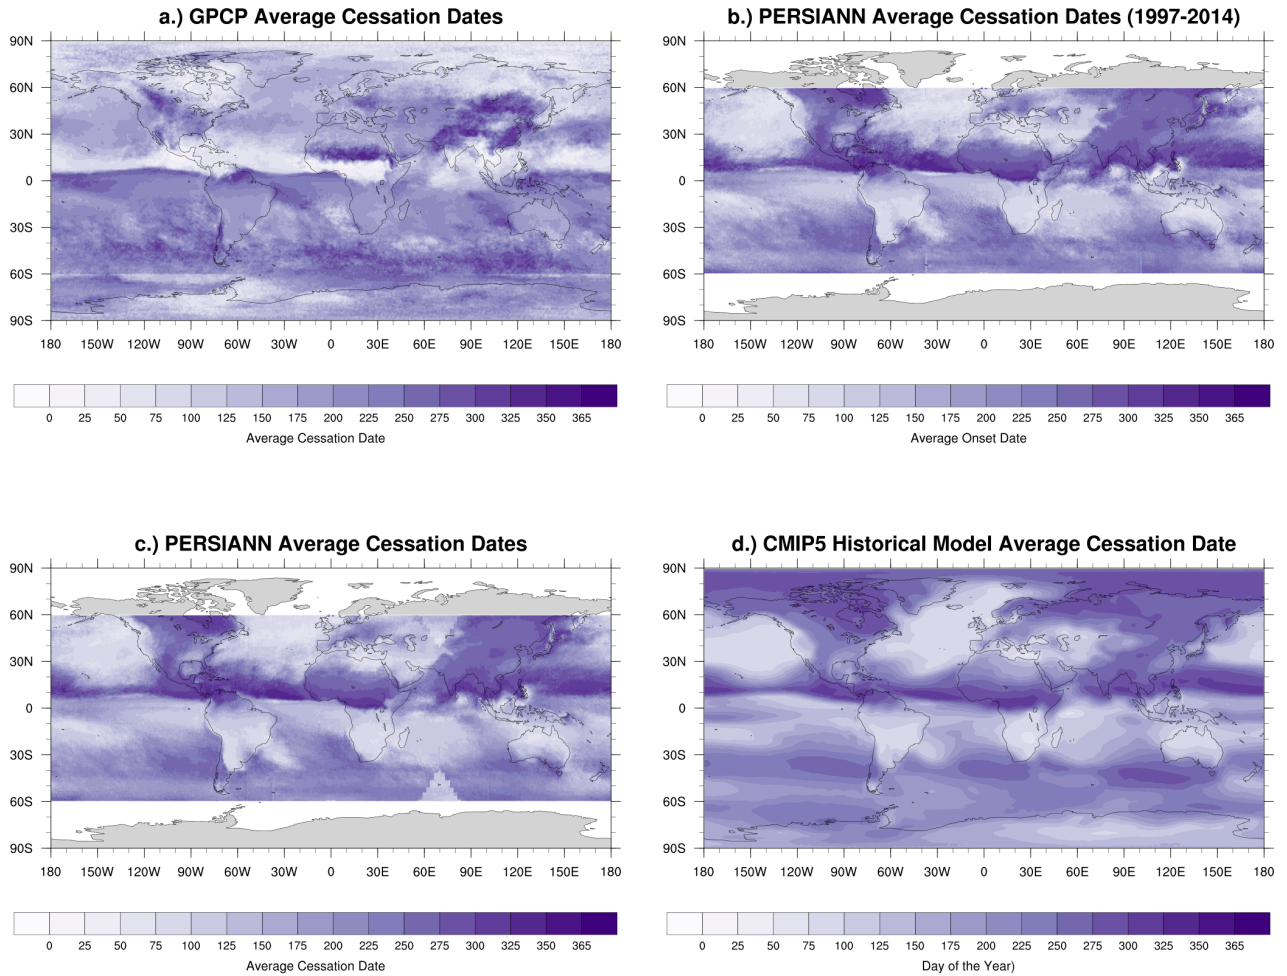 a.) GPCP Average Cessation Dates
90N
60N
30N
0
30S
60S
90S
180 150W 120W 90W 60W 30W 0 30E 60E 90E 120E 150E 180
0 25 50 75 100 125 150 175 200 225 250 275 300 325 365
Average Cessation Date
b.) PERSIANN Average Cessation Dates (1997-2014)
90N
60N
30N
0
30S
60S
90S
180 150W 120W 90W 60W 30W 0 30E 60E 90E 120E 150E 180
0 25 50 75 100 125 150 175 200 225 250 275 300 325 365
Average Onset Date
c.) PERSIANN Average Cessation Dates
90N
60N
30N
0
30S
60S
90S
180 150W 120W 90W 60W 30W 0 30E 60E 90E 120E 150E 180
0 25 50 75 100 125 150 175 200 225 250 275 300 325 365
Average Cessation Date
d.) CMIP5 Historical Model Average Cessation Date
90N
60N
30N
0
30S
60S
90S
180 150W 120W 90W 60W 30W 0 30E 60E 90E 120E 150E 180
0 25 50 75 100 125 150 175 200 225 250 275 300 325 365
Day of the Year)